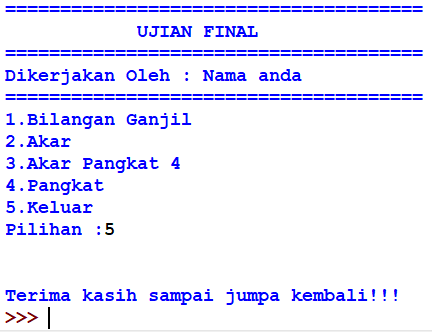 ======================================
UJIAN FINAL
======================================
Dikerjakan Oleh : Nama anda
======================================
1.Bilangan Ganjil
2.Akar
3.Akar Pangkat 4
4.Pangkat
5.Keluar
Pilihan :5
Terima kasih sampai jumpa kembali!!!
>>>